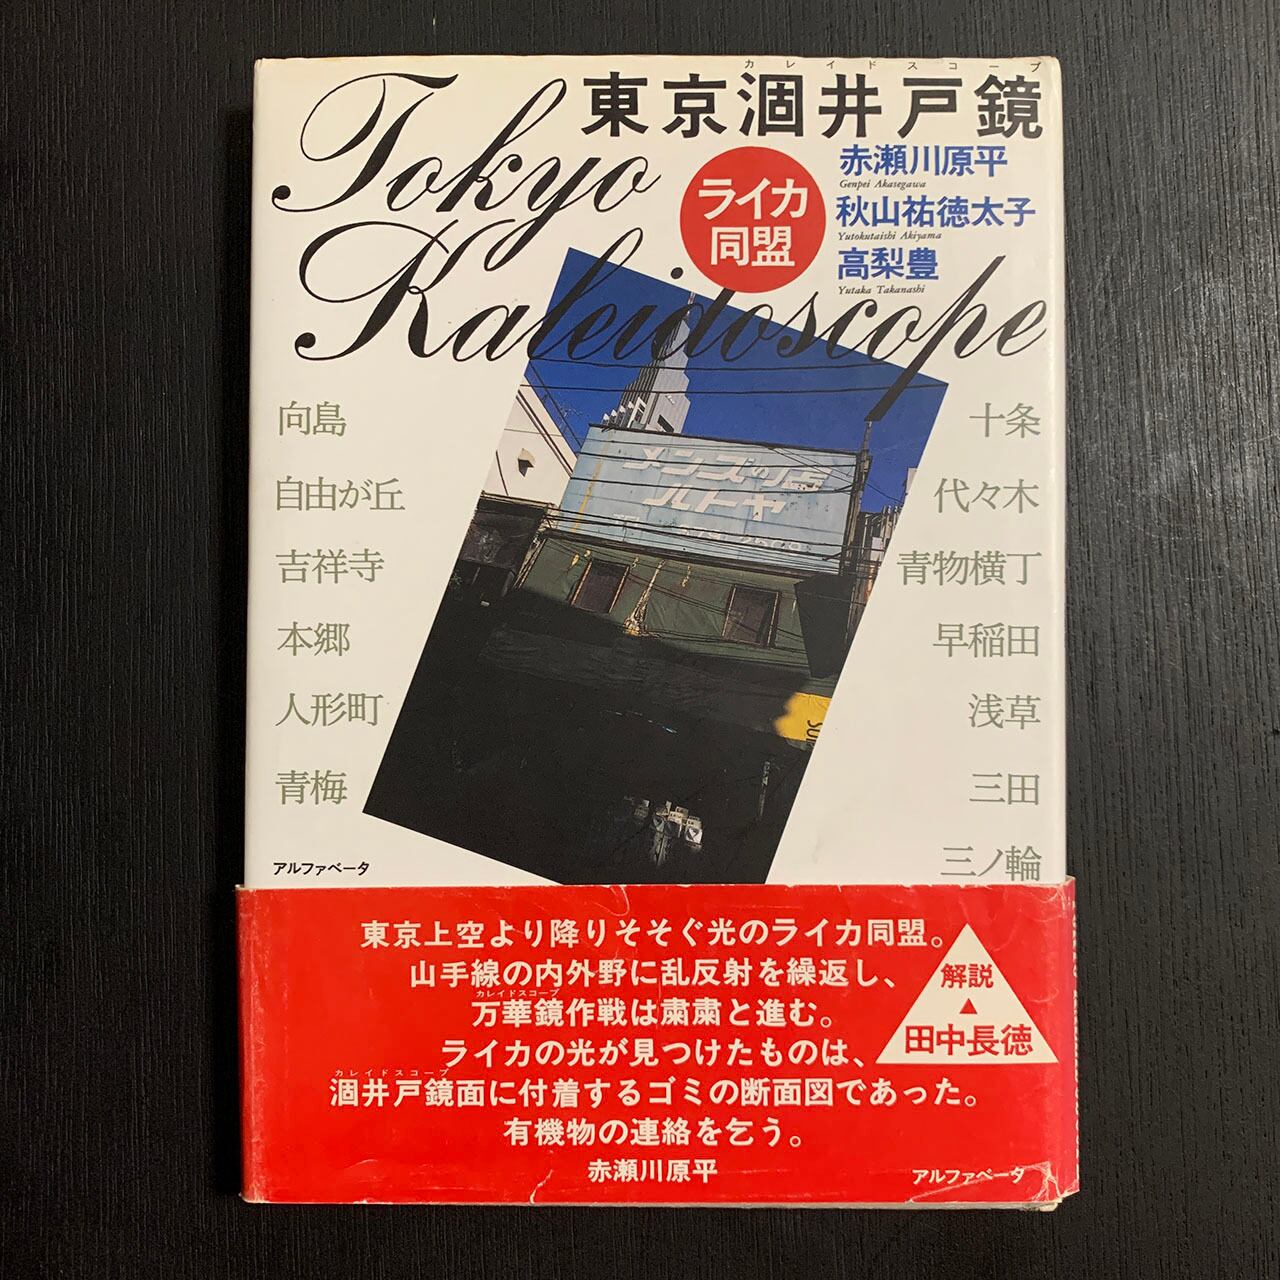 Tokyo
Kaleidoscope
カレイドスコープ
東京涸井戸鏡
ライカ
同盟
赤瀬川原平
Genpei Akasegawa
秋山祐徳太子
Yutokutaishi Akiyama
高梨豊
Yutaka Takanashi
向島
自由が丘
吉祥寺
本郷
人形町
青梅
十条
代々木
青物横丁
早稲田
浅草
三田
三ノ輪
メンズの店
ルトヤ
アルファベータ
東京上空より降りそそぐ光のライカ同盟。
山手線の内外野に乱反射を繰返し、
カレイドスコープ
万華鏡作戦は粛粛と進む。
ライカの光が見つけたものは、
カレイドスコープ
涸井戸鏡面に付着するゴミの断面図であった。
有機物の連絡を乞う。
赤瀬川原平
解説
▲
田中長徳
アルファベータ